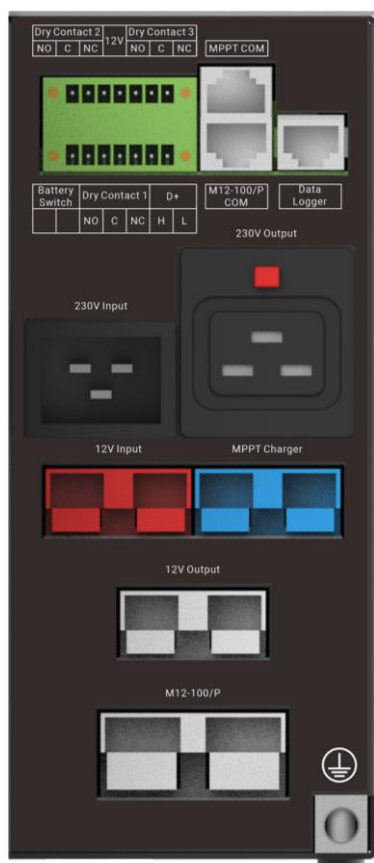 Dry Contact 2 12V Dry Contact 3
NO C NC NO C NC MPPT COM
Battery Switch Dry Contact 1 D+ M12-100/P COM Data Logger
NO C NC H L
230V Output
230V Input
12V Input MPPT Charger
12V Output
M12-100/P